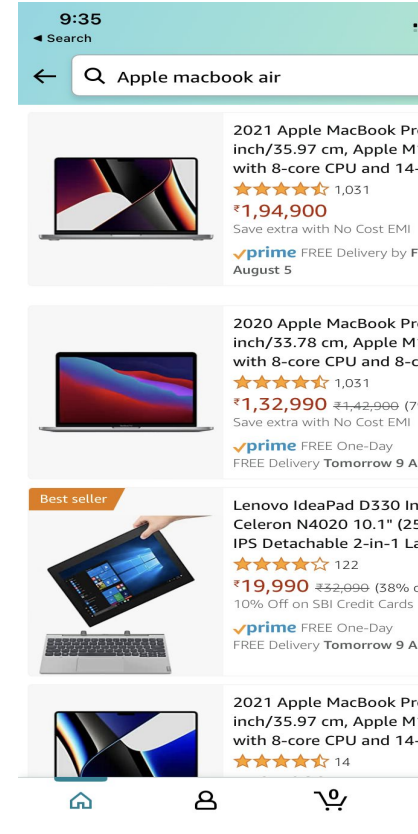 9:35
◄ Search
Apple macbook air
2021 Apple MacBook Pr
inch/35.97 cm, Apple M
with 8-core CPU and 14-
1,031
₹1,94,900
Save extra with No Cost EMI
prime FREE Delivery by F
August 5
2020 Apple MacBook Pr
inch/33.78 cm, Apple M
with 8-core CPU and 8-c
1,031
₹1,32,990 ₹1,42,900 (7
Save extra with No Cost EMI
prime FREE One-Day
FREE Delivery Tomorrow 9 A
Best seller
Lenovo IdeaPad D330 In
Celeron N4020 10.1" (25
IPS Detachable 2-in-1 La
122
₹19,990 ₹32,090 (38% o
10% Off on SBI Credit Cards
prime FREE One-Day
FREE Delivery Tomorrow 9 A
2021 Apple MacBook Pr
inch/35.97 cm, Apple M
with 8-core CPU and 14-
14
0